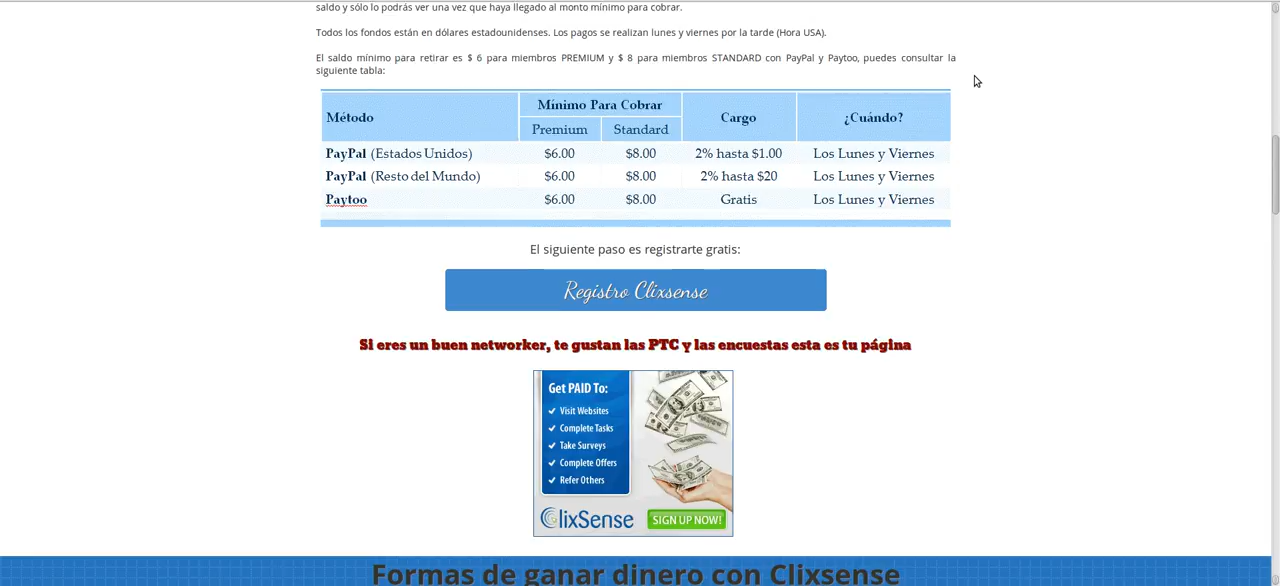 saldo y sólo lo podrás ver una vez que haya llegado al monto mínimo para cobrar.
Todos los fondos están en dólares estadounidenses. Los pagos se realizan lunes y viernes por la tarde (Hora USA).
El saldo mínimo para retirar es $ 6 para miembros PREMIUM y $ 8 para miembros STANDARD con PayPal y Paytoo, puedes consultar la
siguiente tabla:
Método Mínimo Para Cobrar Cargo ¿Cuándo?
Premium Standard
PayPal (Estados Unidos) $6.00 $8.00 2% hasta $1.00 Los Lunes y Viernes
PayPal (Resto del Mundo) $6.00 $8.00 2% hasta $20 Los Lunes y Viernes
Paytoo $6.00 $8.00 Gratis Los Lunes y Viernes
El siguiente paso es registrarte gratis:
Registro Clixsense
Si eres un buen networker, te gustan las PTC y las encuestas esta es tu página
Get PAID To:
Visit Websites
Complete Tasks
Take Surveys
Complete Offers
Refer Others
ClixSense SIGN UP NOW!
Formas de ganar dinero con Clixsense